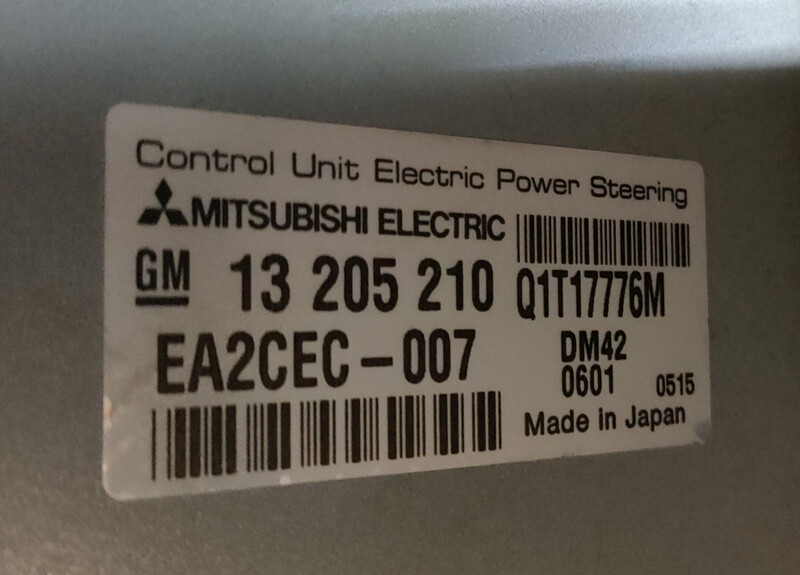 Control Unit Electric Power Steering
MITSUBISHI ELECTRIC
GM 13 205 210 Q1T17776M
EA2CEC-007 DM42
0601 0515
Made in Japan